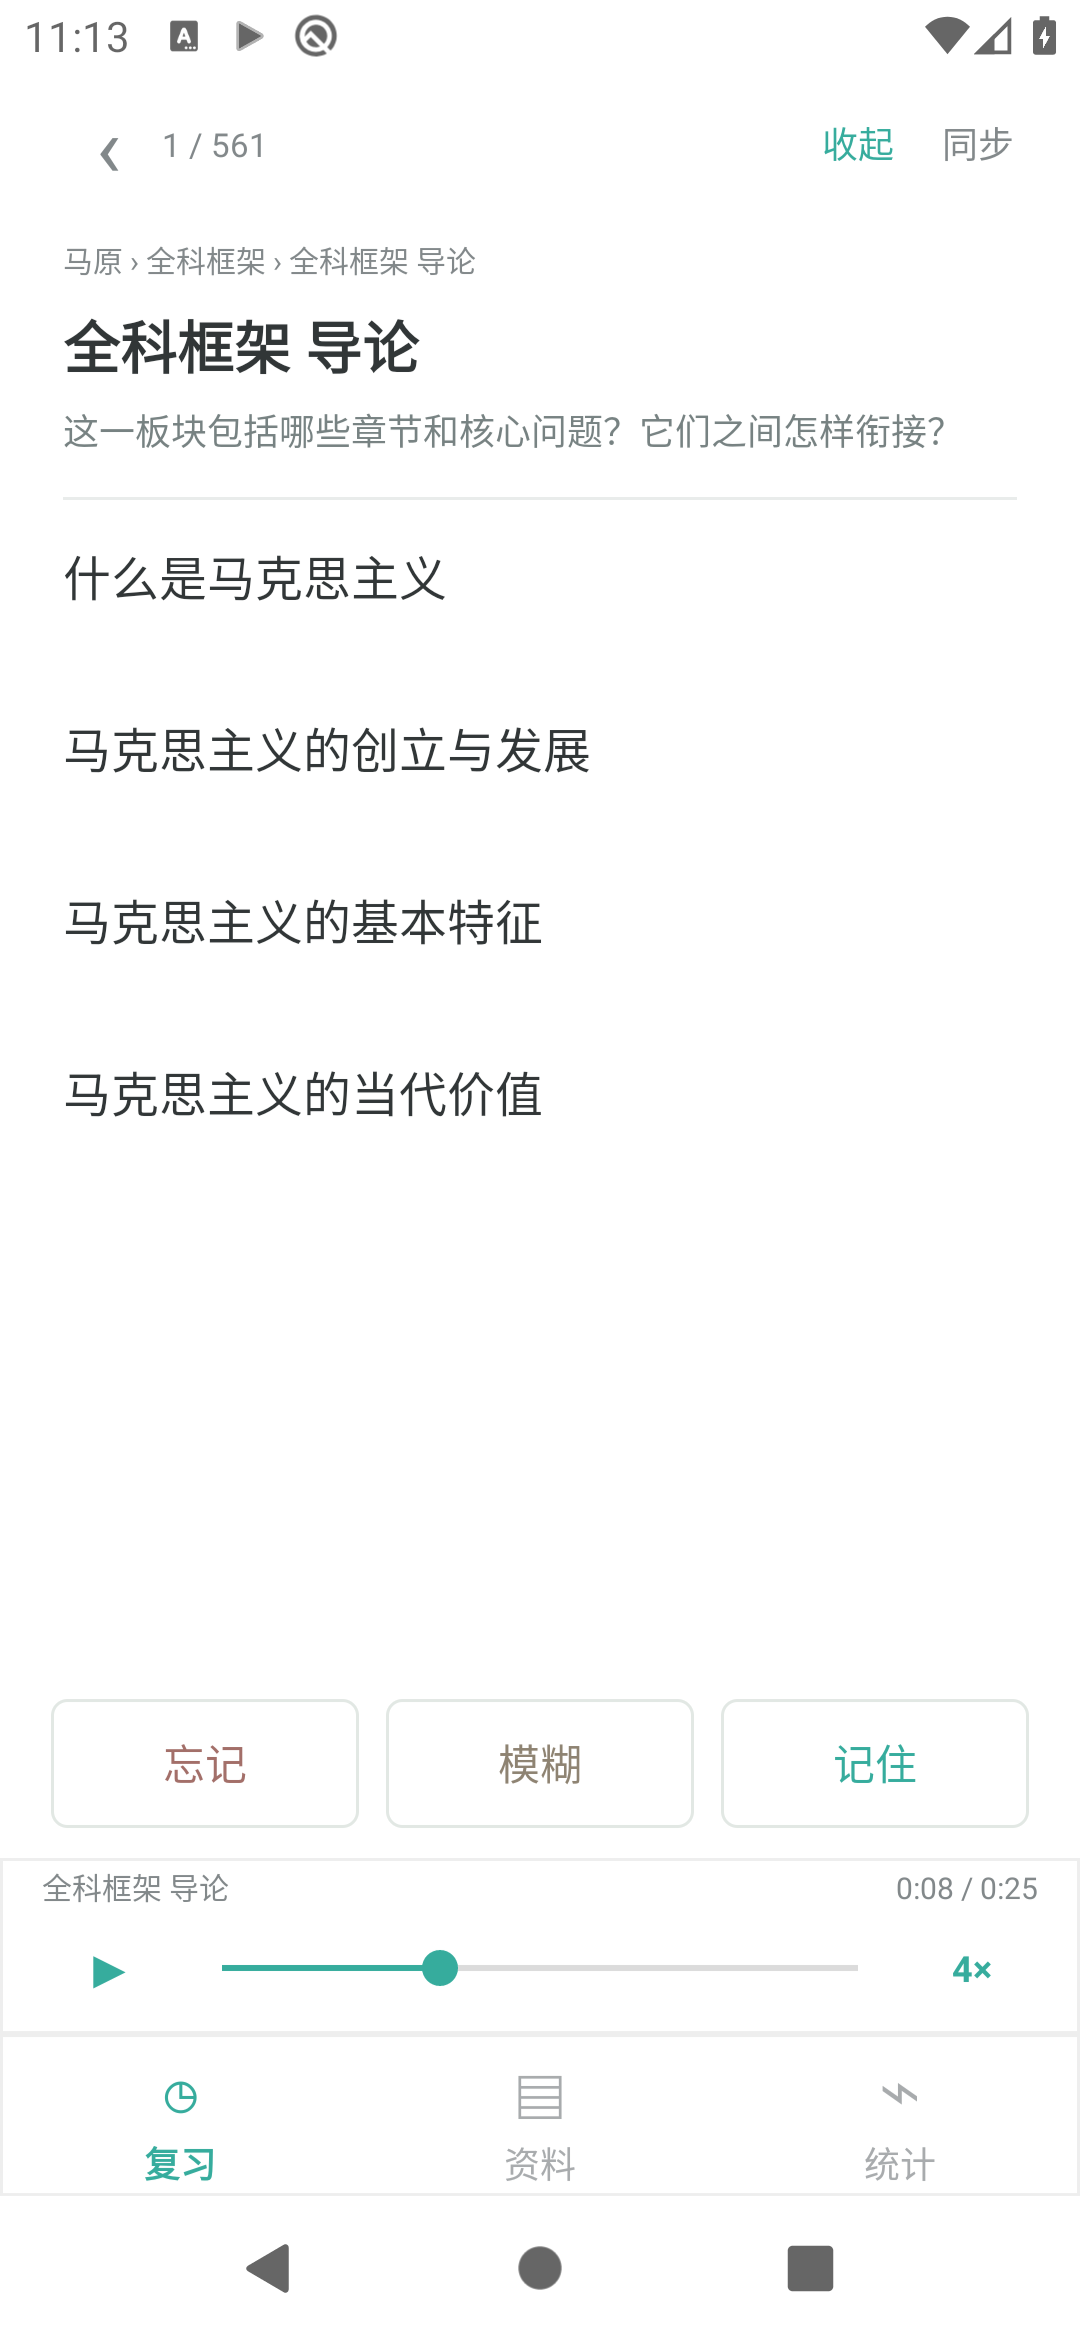 11:13
1 / 561
收起 同步
马原 › 全科框架 › 全科框架 导论
全科框架 导论
这一板块包括哪些章节和核心问题？它们之间怎样衔接？
什么是马克思主义
马克思主义的创立与发展
马克思主义的基本特征
马克思主义的当代价值
忘记 模糊 记住
全科框架 导论 0:08 / 0:25
4×
复习 资料 统计